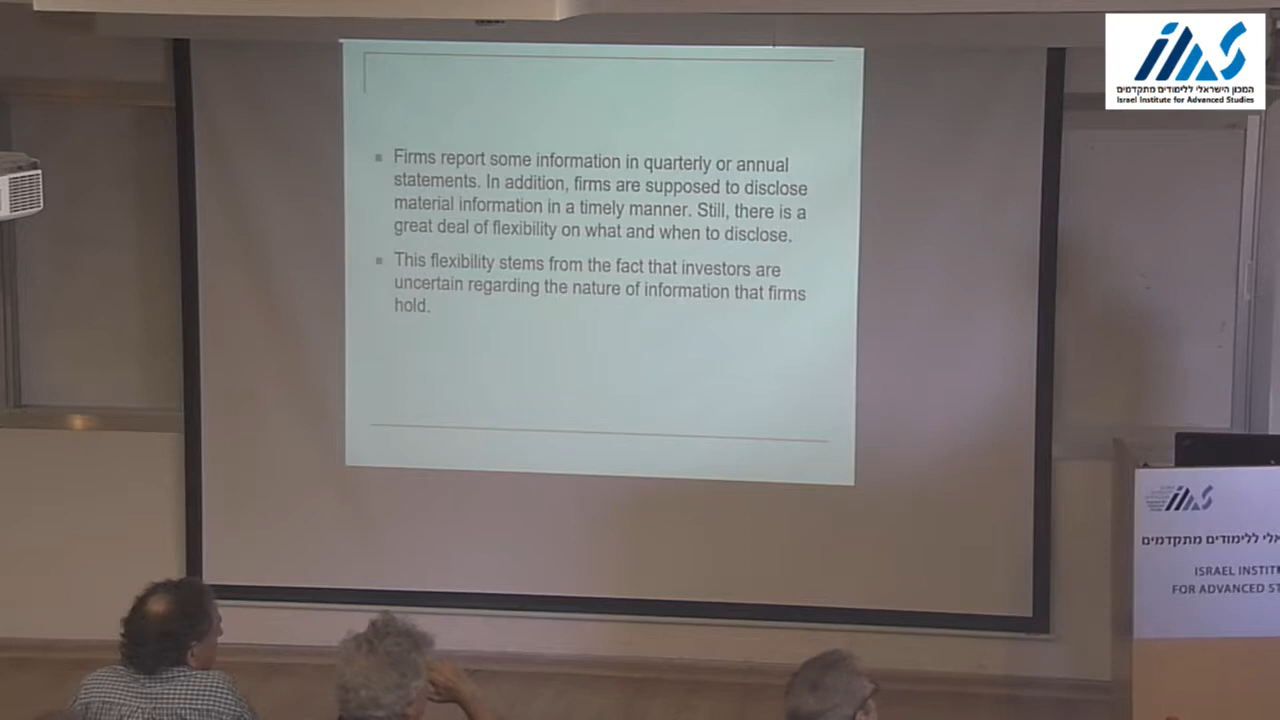 המכון הישראלי ללימודים מתקדמים
Israel Institute for Advanced Studies
Firms report some information in quarterly or annual
statements. In addition, firms are supposed to disclose
material information in a timely manner. Still, there is a
great deal of flexibility on what and when to disclose.
This flexibility stems from the fact that investors are
uncertain regarding the nature of information that firms
hold.
אלי ללימודים מתקדמים
ISRAEL INSTIT
FOR ADVANCED ST